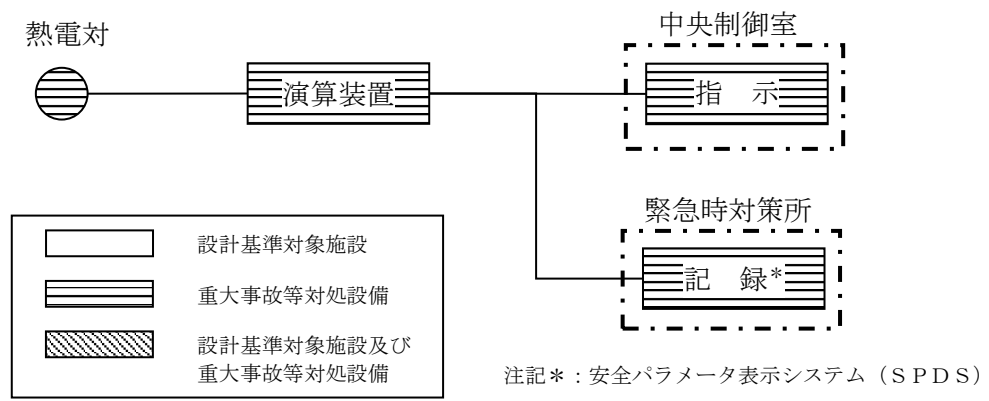 熱電対
中央制御室
演算装置
指　示
緊急時対策所
記　録*
設計基準対象施設
重大事故等対処設備
設計基準対象施設及び
重大事故等対処設備
注記＊：安全パラメータ表示システム（ＳＰＤＳ）